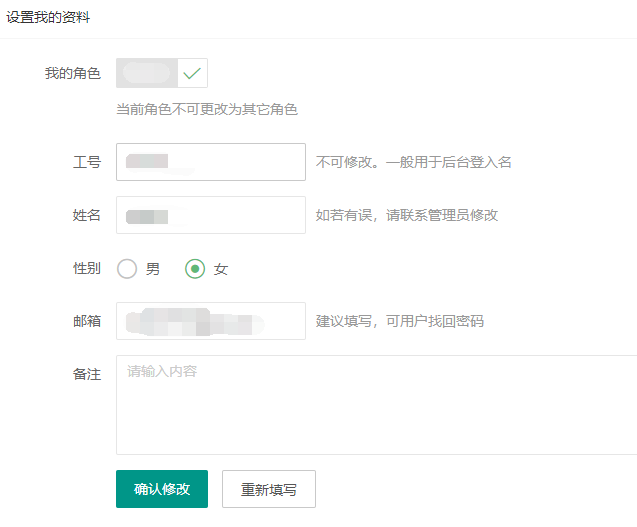 设置我的资料
我的角色
当前角色不可更改为其它角色
工号 不可修改。一般用于后台登入名
姓名 如若有误，请联系管理员修改
性别 男 女
邮箱 建议填写，可用户找回密码
备注 请输入内容
确认修改 重新填写